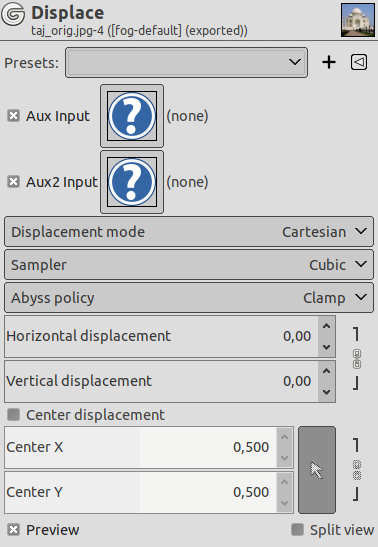 Displace
taj_orig.jpg-4 ([fog-default] (exported))
Presets:
Aux Input (none)
Aux2 Input (none)
Displacement mode Cartesian
Sampler Cubic
Abyss policy Clamp
Horizontal displacement 0,00
Vertical displacement 0,00
Center displacement
Center X 0,500
Center Y 0,500
Preview Split view